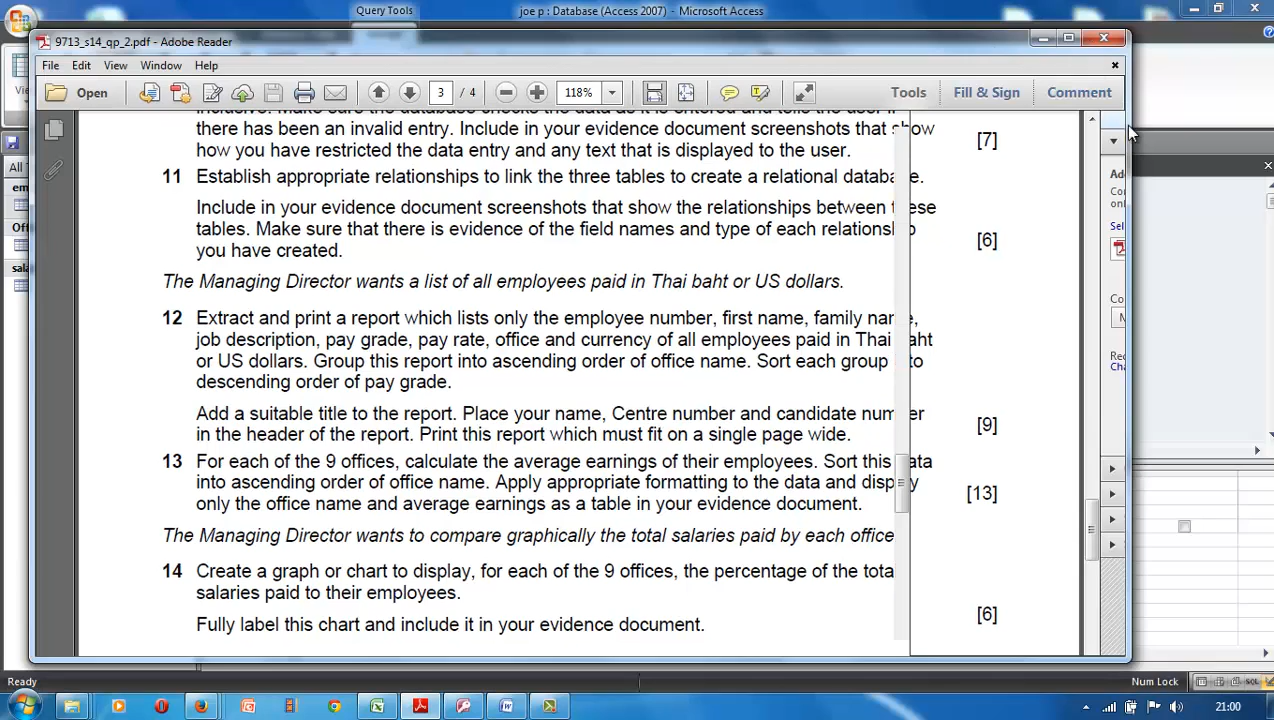 Query Tools
joe p : Database (Access 2007) - Microsoft Access
9713_s14_qp_2.pdf - Adobe Reader
File Edit View Window Help
Open 3 / 4 118% Tools Fill & Sign Comment
there has been an invalid entry. Include in your evidence document screenshots that show
how you have restricted the data entry and any text that is displayed to the user. [7]
11 Establish appropriate relationships to link the three tables to create a relational database.
Include in your evidence document screenshots that show the relationships between these
tables. Make sure that there is evidence of the field names and type of each relationship
you have created. [6]
The Managing Director wants a list of all employees paid in Thai baht or US dollars.
12 Extract and print a report which lists only the employee number, first name, family name,
job description, pay grade, pay rate, office and currency of all employees paid in Thai baht
or US dollars. Group this report into ascending order of office name. Sort each group into
descending order of pay grade.
Add a suitable title to the report. Place your name, Centre number and candidate number
in the header of the report. Print this report which must fit on a single page wide. [9]
13 For each of the 9 offices, calculate the average earnings of their employees. Sort this data
into ascending order of office name. Apply appropriate formatting to the data and display
only the office name and average earnings as a table in your evidence document. [13]
The Managing Director wants to compare graphically the total salaries paid by each office
14 Create a graph or chart to display, for each of the 9 offices, the percentage of the tota
salaries paid to their employees.
Fully label this chart and include it in your evidence document. [6]
Ready
Num Lock
SQL
21:00